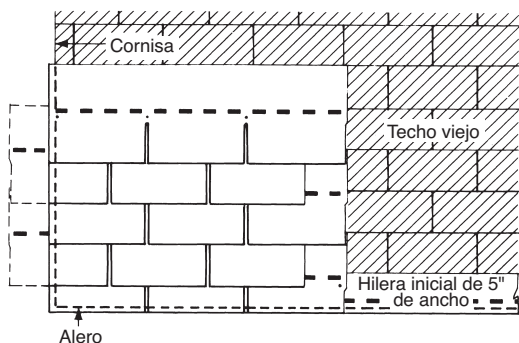 Cornisa
Techo viejo
Hilera inicial de 5"
de ancho
Alero